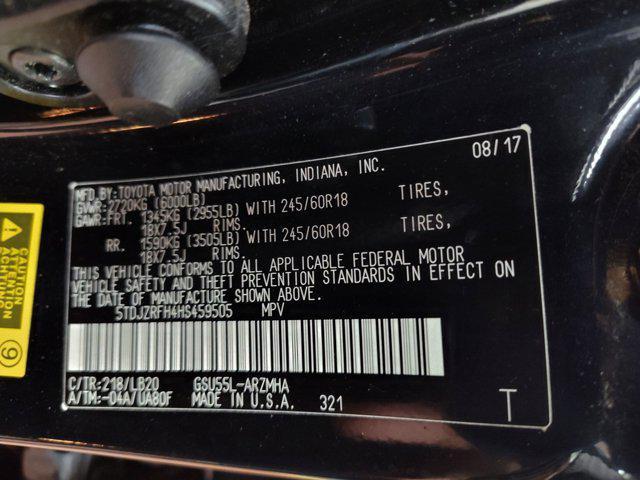 08/17
MFD.BY:TOYOTA MOTOR MANUFACTURING, INDIANA, INC.
GVWR:2720KG (6000LB)
GAWR:FRT. 1345KG (2955LB) WITH 245/60R18 TIRES,
18X7.5J RIMS.
RR. 1590KG (3505LB) WITH 245/60R18 TIRES,
18X7.5J RIMS.
THIS VEHICLE CONFORMS TO ALL APPLICABLE FEDERAL MOTOR
VEHICLE SAFETY AND THEFT PREVENTION STANDARDS IN EFFECT ON
THE DATE OF MANUFACTURE SHOWN ABOVE.
5TDJZRFH4HS459505 MPV
C/TR:218/LB20 GSU55L-ARZMHA
A/TM:-04A/UA80F MADE IN U.S.A. 321 T
ATTENTION
9